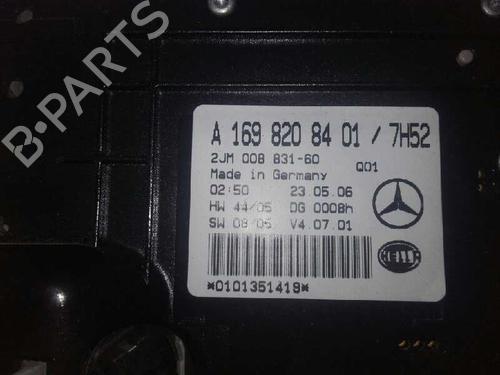 B-PARTS
A 169 820 84 01 / 7H52
2JM 008 831-60
Q01
Made in Germany
02:50 23.05.06
HW 44/05 DG 0008h
SW 08/05 V4.07.01
HELLA
*0101351418*